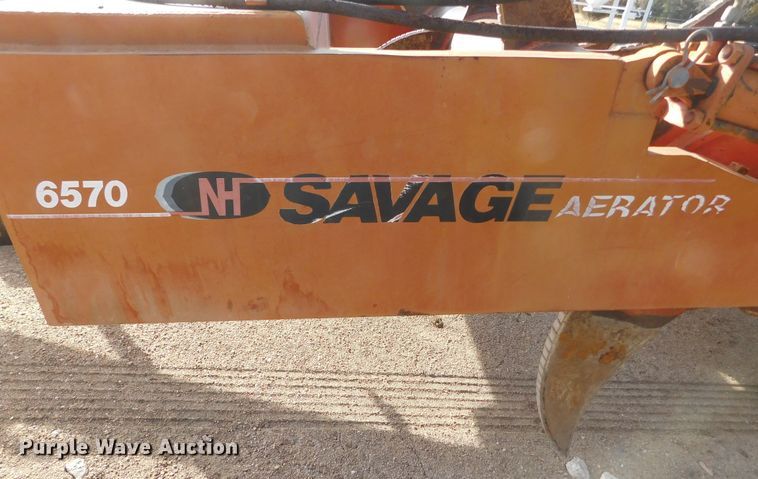 6570 NH SAVAGE AERATOR
Purple Wave Auction